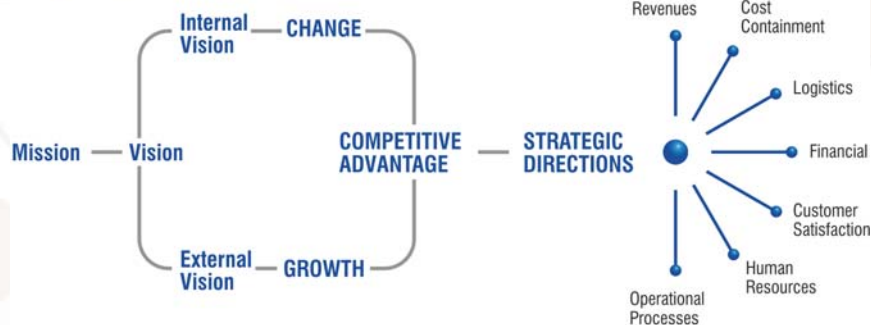 Mission
Vision
Internal
Vision
CHANGE
External
Vision
GROWTH
COMPETITIVE
ADVANTAGE
STRATEGIC
DIRECTIONS
Revenues
Cost
Containment
Logistics
Financial
Customer
Satisfaction
Human
Resources
Operational
Processes